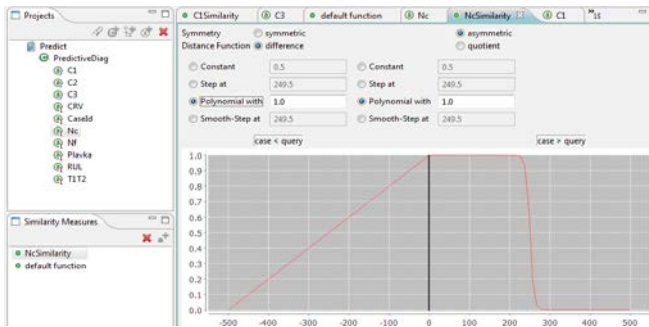 Projects
Predict
PredictiveDiag
C1
C2
C3
CRV
CaseId
Nc
Nf
Plavka
RUL
T1T2
Similarity Measures
NcSimilarity
default function
C1Similarity C3 default function Nc NcSimilarity C1 "15
Symmetry symmetric asymmetric
Distance Function difference quotient
Constant 0.5 Constant 0.5
Step at 249.5 Step at 249.5
Polynomial with 1.0 Polynomial with 1.0
Smooth-Step at 249.5 Smooth-Step at 249.5
case < query case > query
1.0
0.9
0.8
0.7
0.6
0.5
0.4
0.3
0.2
0.1
0.0
-500 -400 -300 -200 -100 0 100 200 300 400 500